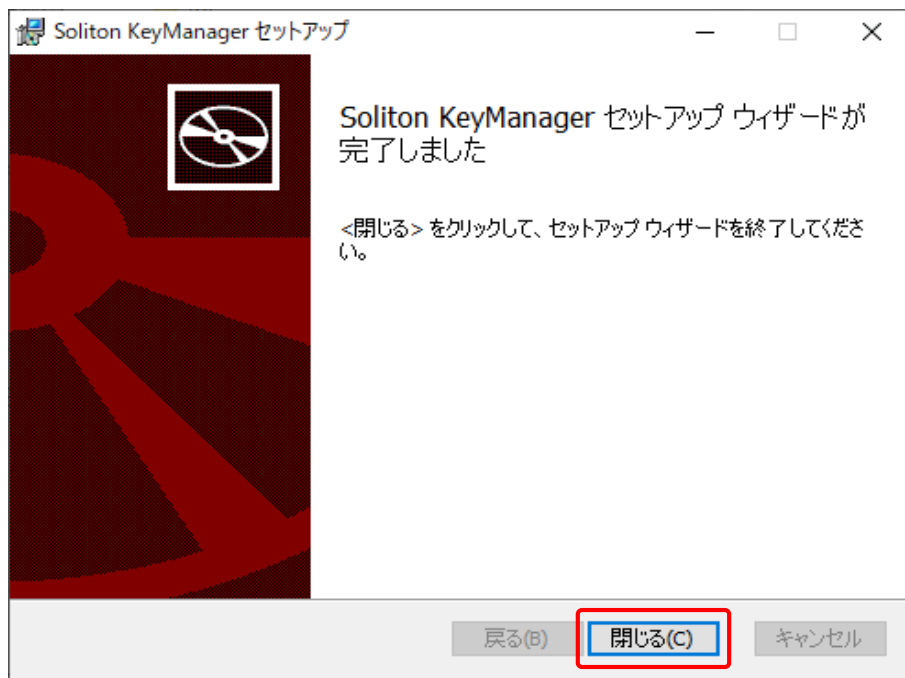 Soliton KeyManager セットアップ
Soliton KeyManager セットアップ ウィザードが
完了しました
<閉じる> をクリックして、セットアップ ウィザードを終了してくださ
い。
戻る(B) 閉じる(C) キャンセル